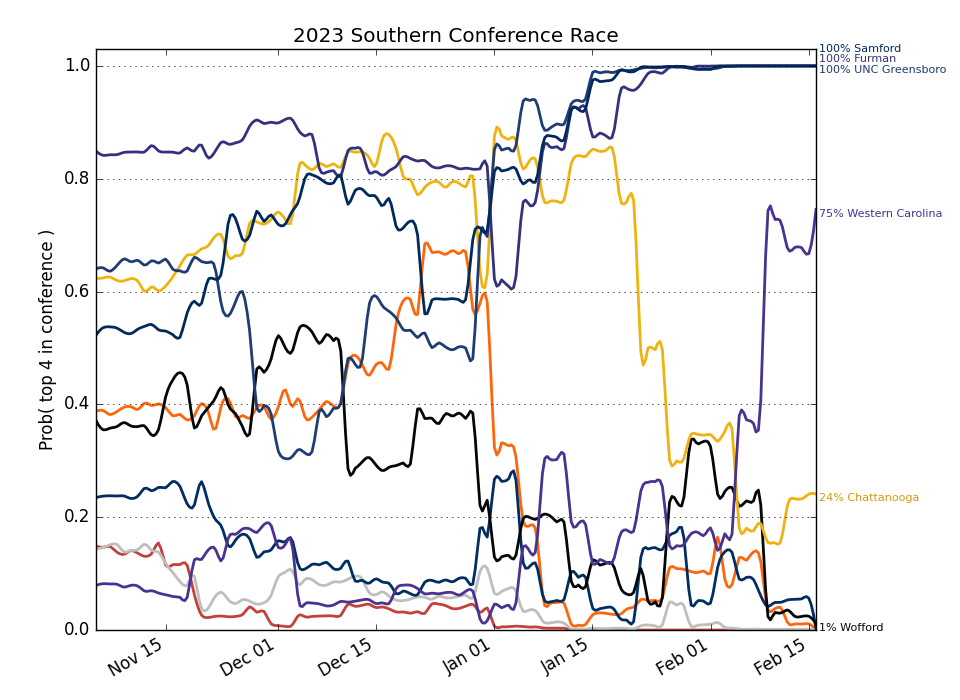 2023 Southern Conference Race
100% Samford
100% Furman
100% UNC Greensboro
75% Western Carolina
24% Chattanooga
1% Wofford
Prob( top 4 in conference )
1.0
0.8
0.6
0.4
0.2
0.0
Nov 15
Dec 01
Dec 15
Jan 01
Jan 15
Feb 01
Feb 15